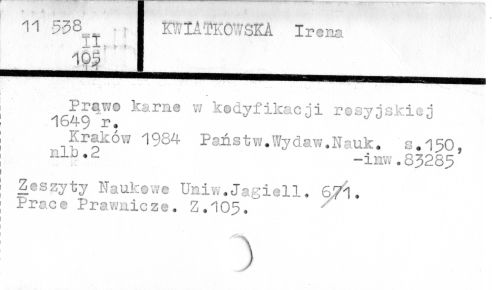 11 538
II
105
KWIATKOWSKA Irena
Prawo karne w kodyfikacji rosyjskiej
1649 r.
Kraków 1984 Państw.Wydaw.Nauk. s.150,
nlb.2 -inw.83285
Zeszyty Naukowe Uniw.Jagiell. 671.
Prace Prawnicze. Z.105.